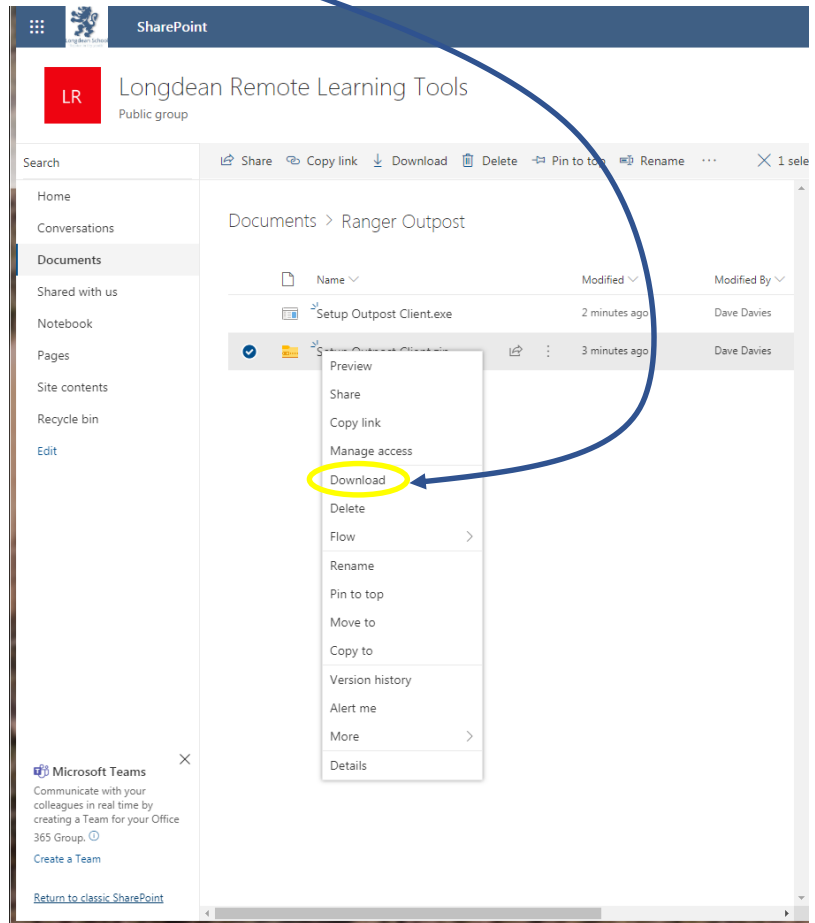 SharePoint
LR
Longdean Remote Learning Tools
Public group
Search
Share Copy link Download Delete Pin to top Rename ··· 1 sele
Home
Conversations
Documents
Shared with us
Notebook
Pages
Site contents
Recycle bin
Edit
Documents > Ranger Outpost
Name Modified Modified By
Setup Outpost Client.exe 2 minutes ago Dave Davies
Setup Outpost Client.zip 3 minutes ago Dave Davies
Preview
Share
Copy link
Manage access
Download
Delete
Flow
Rename
Pin to top
Move to
Copy to
Version history
Alert me
More
Details
Microsoft Teams
Communicate with your
colleagues in real time by
creating a Team for your Office
365 Group.
Create a Team
Return to classic SharePoint